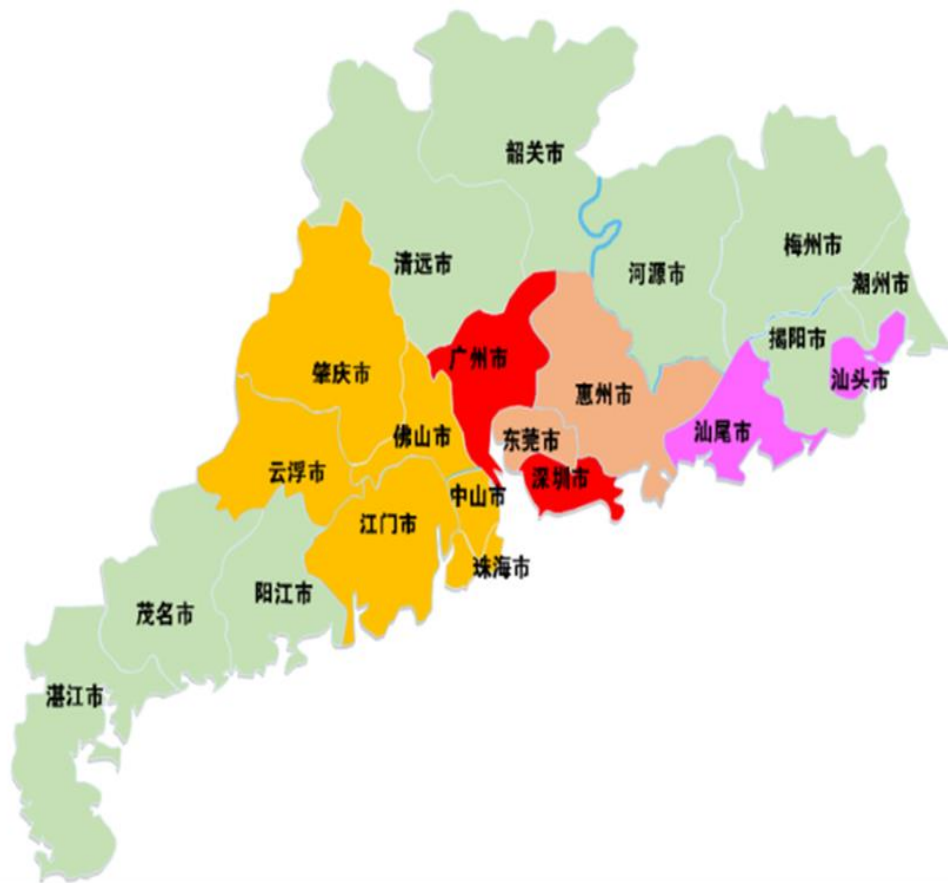 韶关市
清远市
河源市
梅州市
潮州市
揭阳市
汕头市
广州市
肇庆市
惠州市
佛山市
东莞市
汕尾市
云浮市
深圳市
中山市
江门市
珠海市
阳江市
茂名市
湛江市